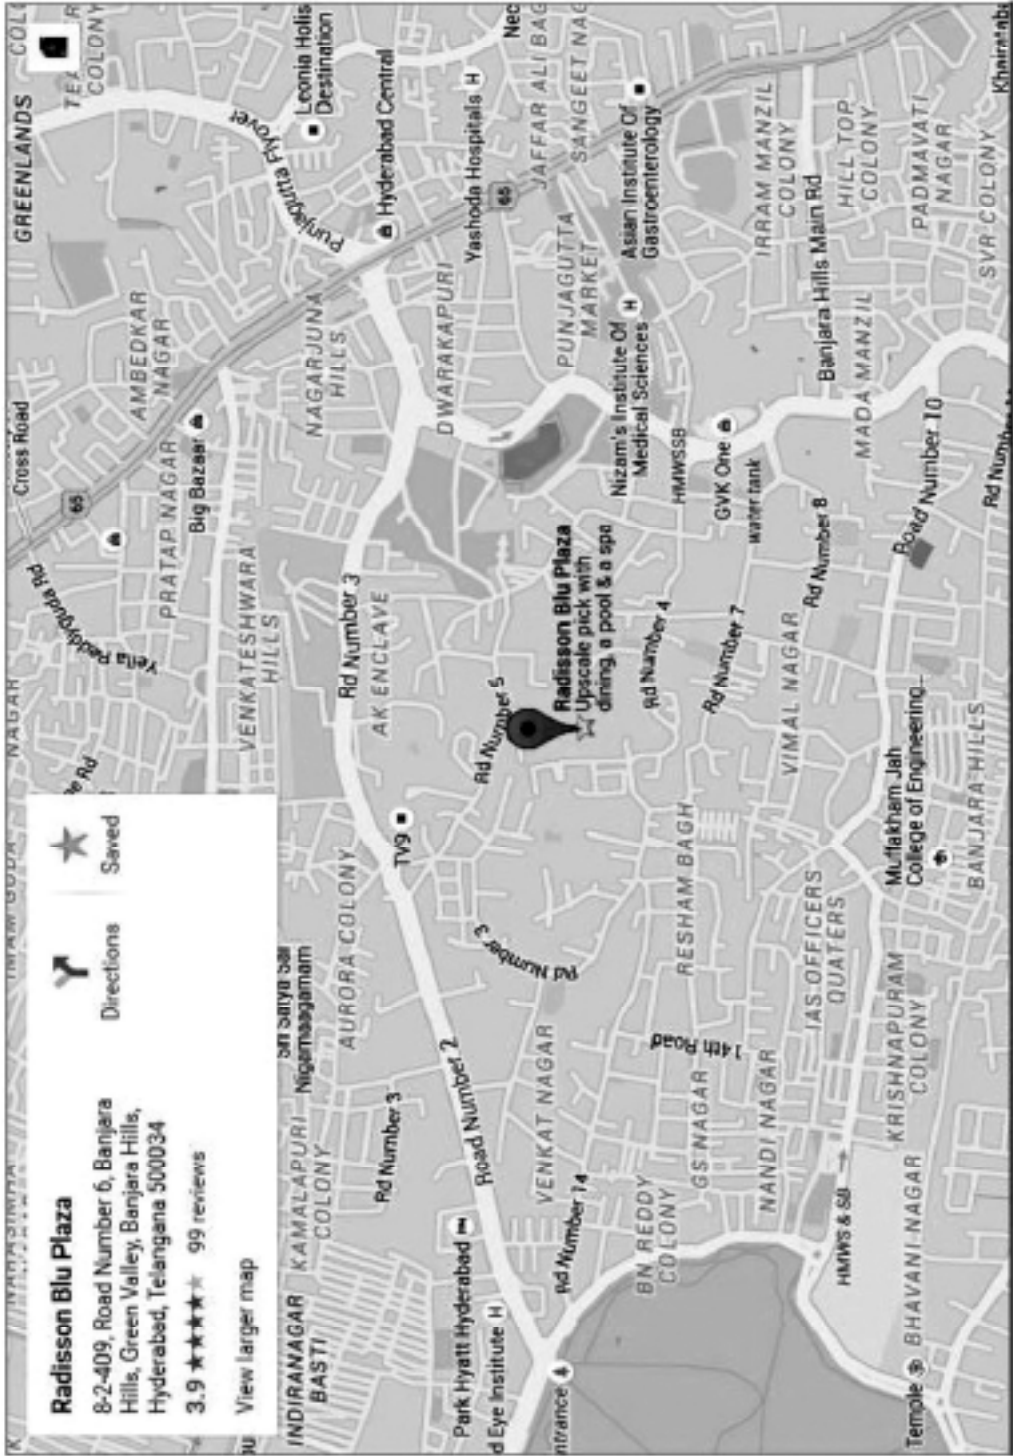 Radisson Blu Plaza
8-2-409, Road Number 6, Banjara
Hills, Green Valley, Banjara Hills,
Hyderabad, Telangana 500034
3.9 ★★★★★ 99 reviews
View larger map
Directions
Saved
NAGAR
Cross Road
GREENLANDS
COLONY
65
Yella Reddyguda Rd
AMBEDKAR
NAGAR
PRATAP NAGAR
Big Bazaar
VENKATESHWARA
HILLS
NAGARJUNA
HILLS
Punjagutta Flyover
Leonia Holis
Destination
Hyderabad Central
Yashoda Hospitals H
65
JAFFAR ALI BAG
Asian Institute Of
Gastroenterology
DWARAKAPURI
PUNJAGUTTA
MARKET
Nizam's Institute Of
Medical Sciences
H
IRRAM MANZIL
COLONY
HILL TOP
COLONY
PADMAVATI
NAGAR
SVR COLONY
Banjara Hills Main Rd
MADA MANZIL
HMWSSB
GVK One
water tank
Rd Number 3
AK ENCLAVE
Rd Number 5
Radisson Blu Plaza
Upscale pick with
dining, a pool & a spa
Rd Number 4
Rd Number 7
Rd Number 8
Road Number 10
VIMAL NAGAR
TV9
AURORA COLONY
Nigamaagamam
Rd Number 3
RESHAM BAGH
IAS OFFICERS
QUATERS
Muffakham Jah
College of Engineering...
BANJARA HILLS
KAMALAPURI
COLONY
Rd Number 3
Road Number 2
VENKAT NAGAR
14th Road
GS NAGAR
NANDI NAGAR
KRISHNAPURAM
COLONY
INDIRANAGAR
BASTI
Park Hyatt Hyderabad
d Eye Institute H
Rd Number 14
BN REDDY
COLONY
HMWS & SB
BHAVANI NAGAR
ntrance
Temple